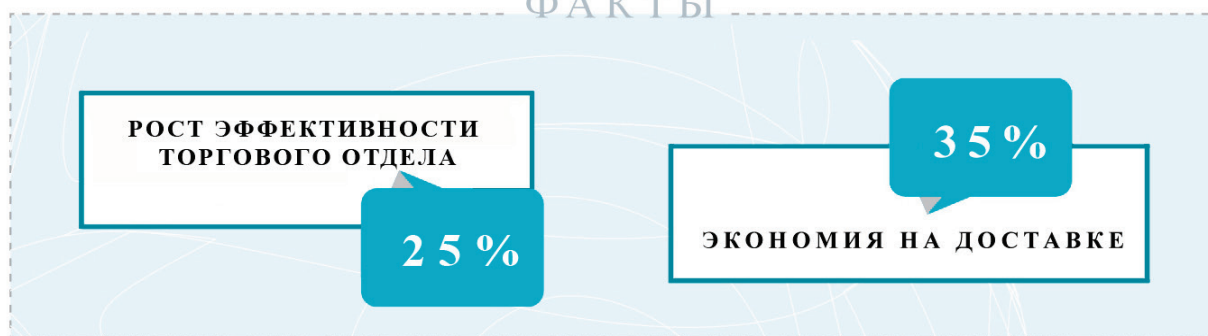 ФАКТЫ
РОСТ ЭФФЕКТИВНОСТИ
ТОРГОВОГО ОТДЕЛА
25%
35%
ЭКОНОМИЯ НА ДОСТАВКЕ